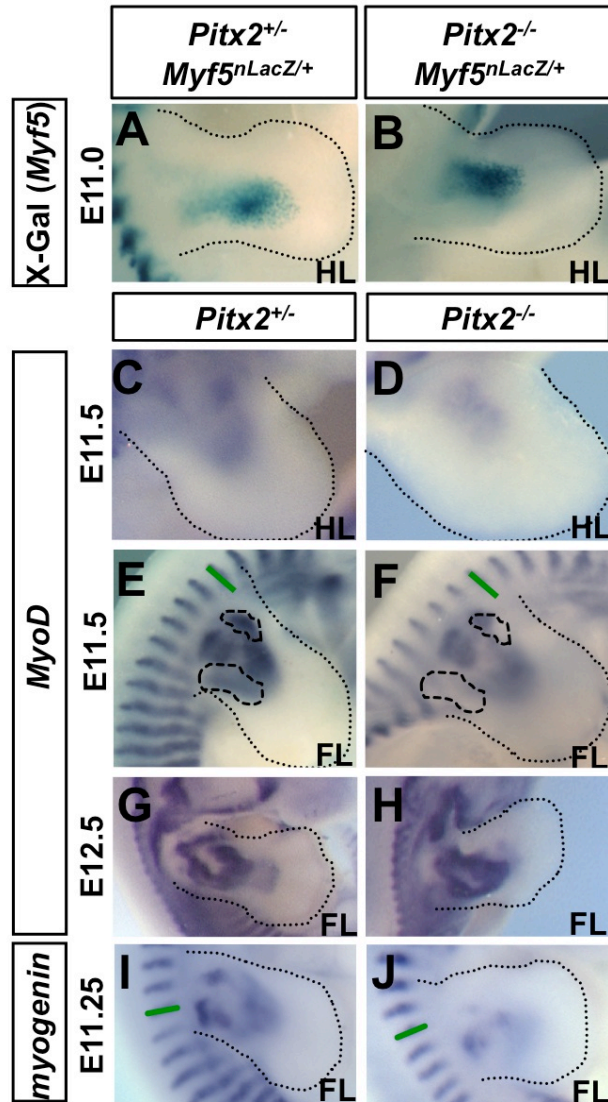 Pitx2+/-
Myf5nLacZ/+
Pitx2-/-
Myf5nLacZ/+
X-Gal (Myf5)
E11.0
A
HL
B
HL
Pitx2+/-
Pitx2-/-
MyoD
E11.5
C
HL
D
HL
E11.5
E
FL
F
FL
E12.5
G
FL
H
FL
myogenin
E11.25
I
FL
J
FL